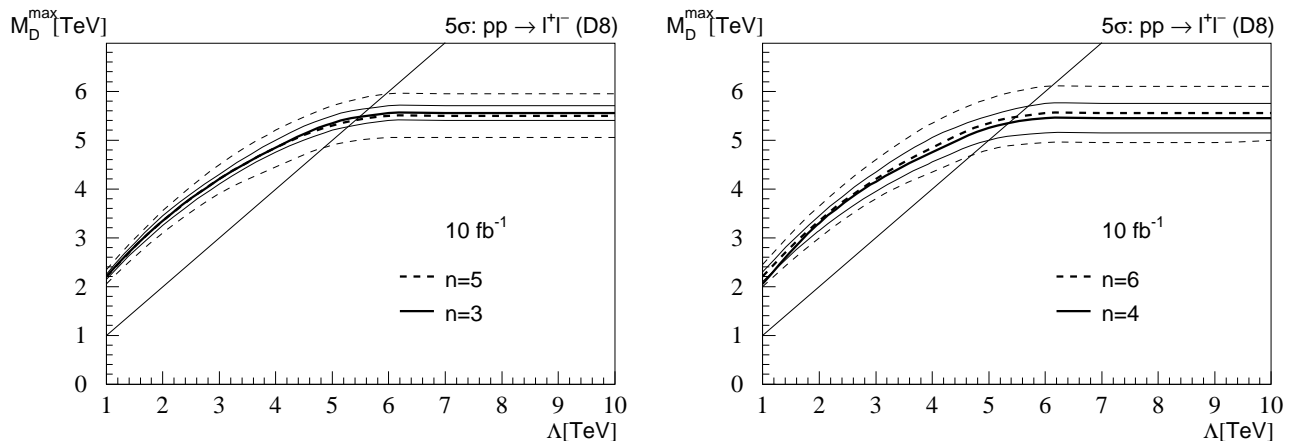 M_D^max[TeV]
5σ: pp → l⁺l⁻ (D8)
6
5
4
3
2
1
0
10 fb⁻¹
n=5
n=3
1 2 3 4 5 6 7 8 9 10
Λ[TeV]
M_D^max[TeV]
5σ: pp → l⁺l⁻ (D8)
6
5
4
3
2
1
0
10 fb⁻¹
n=6
n=4
1 2 3 4 5 6 7 8 9 10
Λ[TeV]